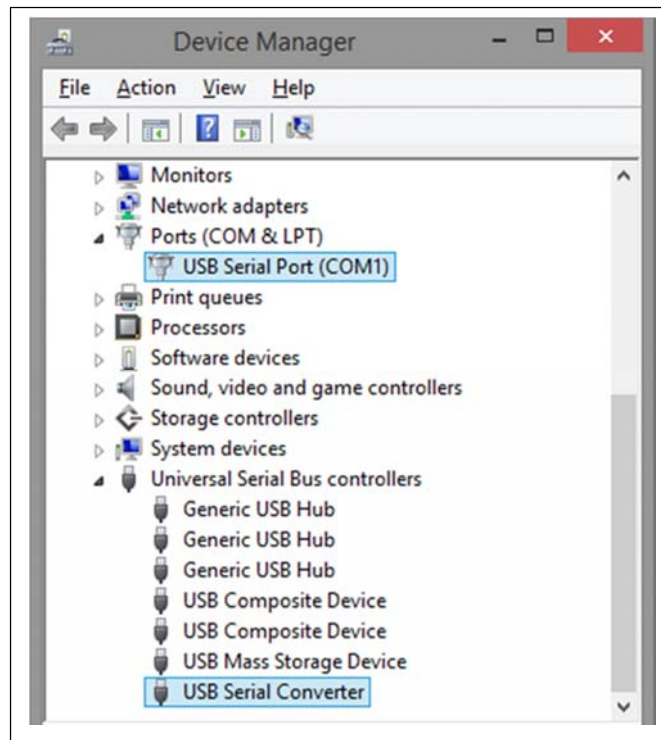 Device Manager
File Action View Help
Monitors
Network adapters
Ports (COM & LPT)
USB Serial Port (COM1)
Print queues
Processors
Software devices
Sound, video and game controllers
Storage controllers
System devices
Universal Serial Bus controllers
Generic USB Hub
Generic USB Hub
Generic USB Hub
USB Composite Device
USB Composite Device
USB Mass Storage Device
USB Serial Converter